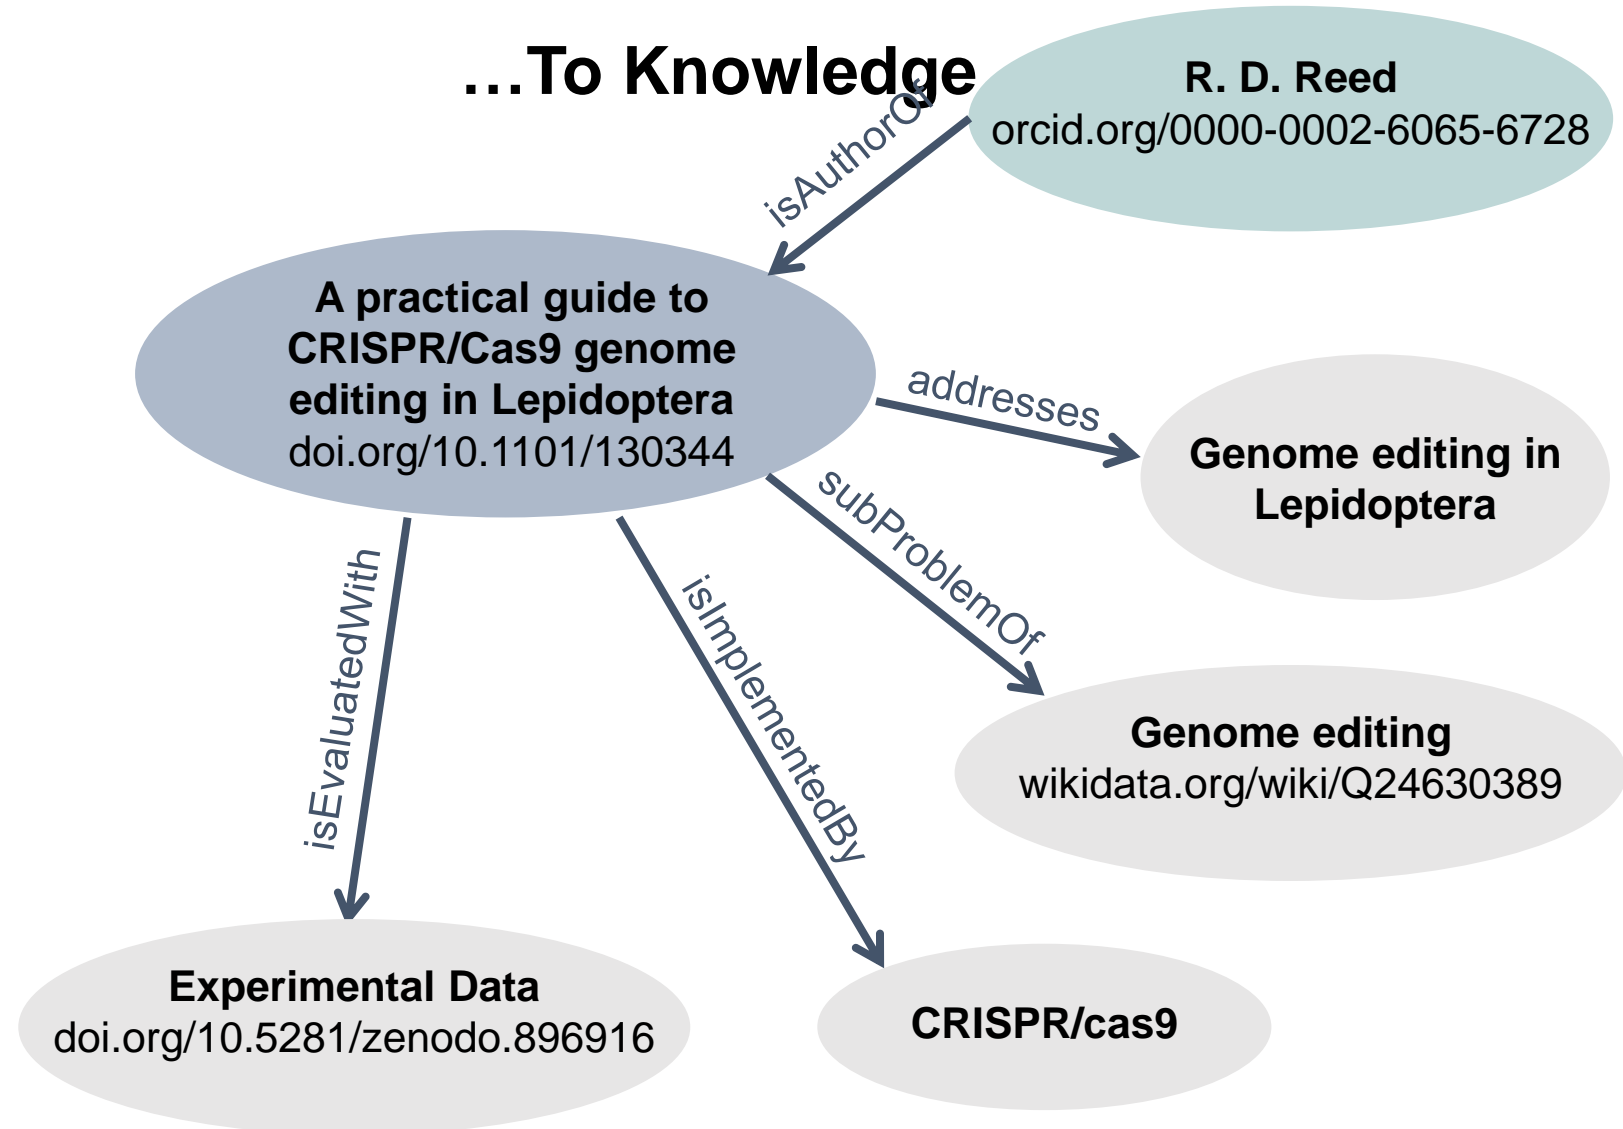 …To Knowledge
R. D. Reed
orcid.org/0000-0002-6065-6728
isAuthorOf
A practical guide to
CRISPR/Cas9 genome
editing in Lepidoptera
doi.org/10.1101/130344
addresses
Genome editing in
Lepidoptera
subProblemOf
Genome editing
wikidata.org/wiki/Q24630389
isEvaluatedWith
isImplementedBy
Experimental Data
doi.org/10.5281/zenodo.896916
CRISPR/cas9